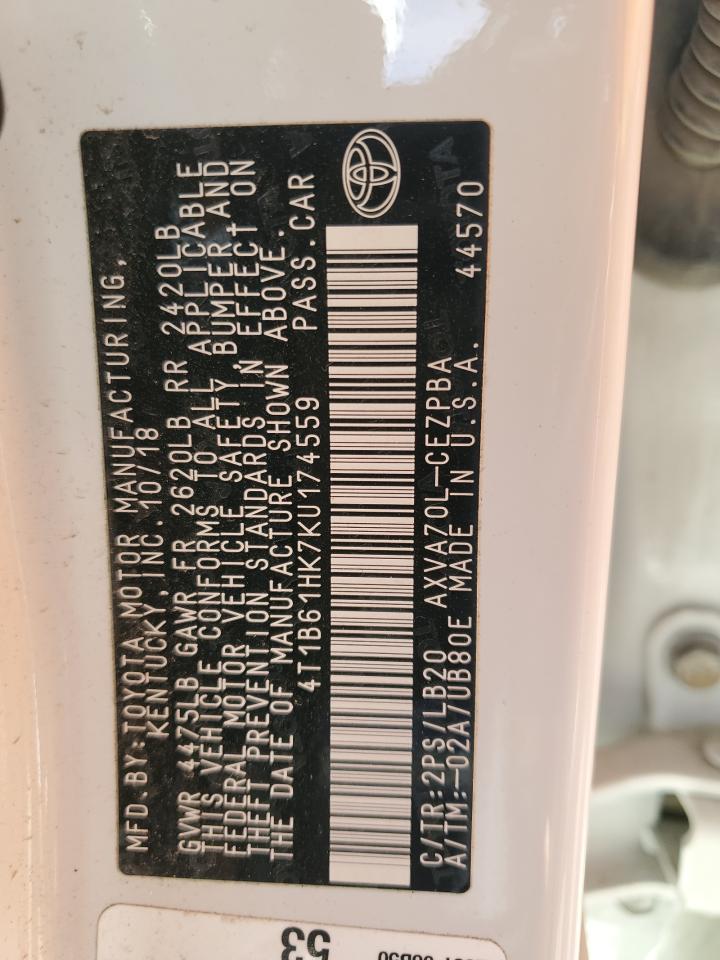 MFD. BY: TOYOTA MOTOR MANUFACTURING,
KENTUCKY, INC. 10/18
GVWR 4475LB GAWR FR 2620LB RR 2420LB
THIS VEHICLE CONFORMS TO ALL APPLICABLE
FEDERAL MOTOR VEHICLE SAFETY, BUMPER, AND
THEFT PREVENTION STANDARDS IN EFFECT ON
THE DATE OF MANUFACTURE SHOWN ABOVE.
4T1B61HK7KU174559 PASS.CAR
C/TR: 2PS/LB20 AXVA70L-CEZPBA
A/TM: -02A/UB80E MADE IN U.S.A. 44570
53